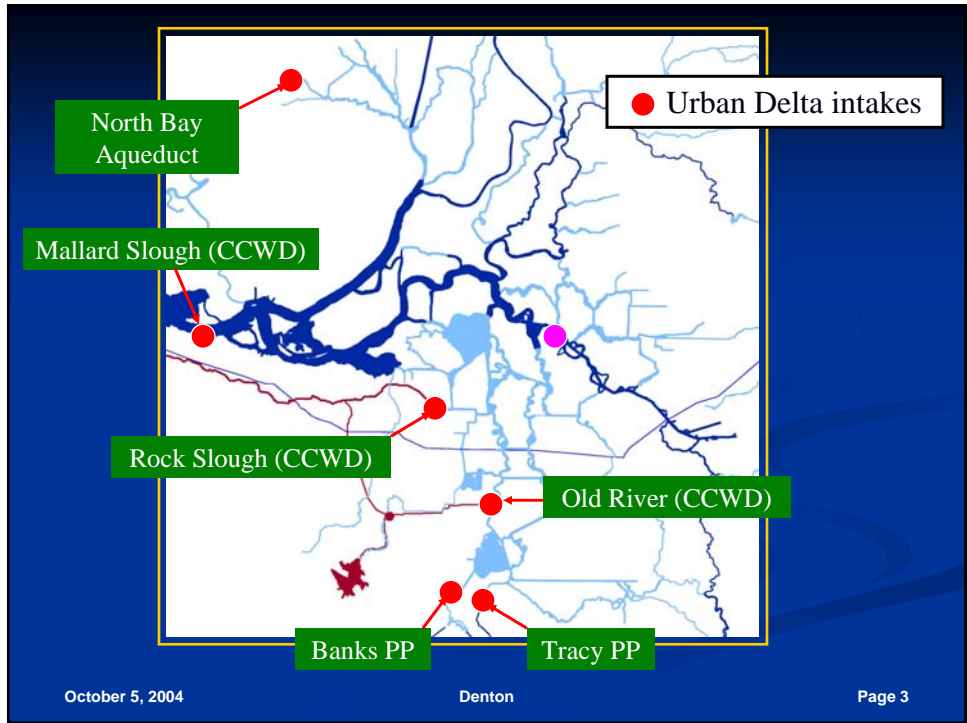 Urban Delta intakes
North Bay
Aqueduct
Mallard Slough (CCWD)
Rock Slough (CCWD)
Old River (CCWD)
Banks PP
Tracy PP
October 5, 2004
Denton
Page 3